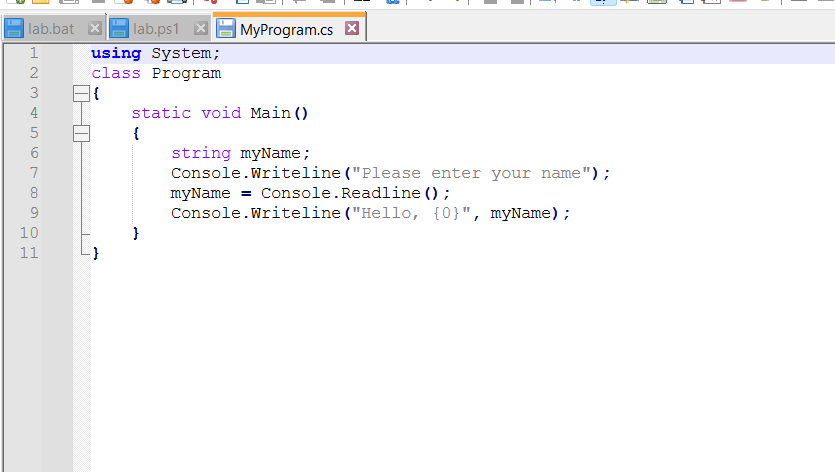 lab.bat lab.ps1 MyProgram.cs
1 using System;
2 class Program
3 {
4 static void Main()
5 {
6 string myName;
7 Console.Writeline("Please enter your name");
8 myName = Console.Readline();
9 Console.Writeline("Hello, {0}", myName);
10 }
11 }